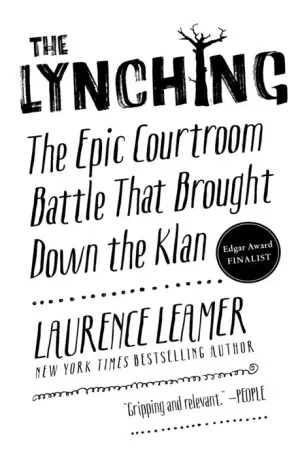 THE
LYNCHING
The Epic Courtroom
Battle That Brought
Down the Klan
Edgar Award
FINALIST
LAURENCE LEAMER
NEW YORK TIMES BESTSELLING AUTHOR
"Gripping and relevant." —PEOPLE